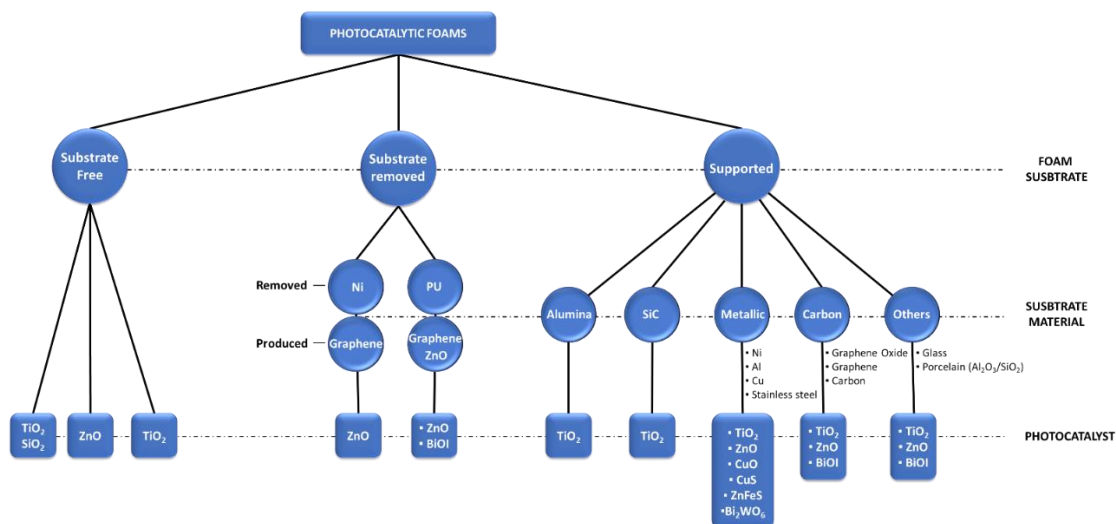 PHOTOCATALYTIC FOAMS
Substrate
Free
Substrate
removed
Supported
FOAM
SUSBTRATE
Removed
Ni
PU
Produced
Graphene
Graphene
ZnO
Alumina
SiC
Metallic
Carbon
Others
SUSBTRATE
MATERIAL
• Ni
• Al
• Cu
• Stainless steel
• Graphene Oxide
• Graphene
• Carbon
• Glass
• Porcelain (Al₂O₃/SiO₂)
TiO₂
SiO₂
ZnO
TiO₂
ZnO
• ZnO
• BiOI
TiO₂
TiO₂
• TiO₂
• ZnO
• CuO
• CuS
• ZnFeS
•Bi₂WO₆
• TiO₂
• ZnO
• BiOI
• TiO₂
• ZnO
• BiOI
PHOTOCATALYST